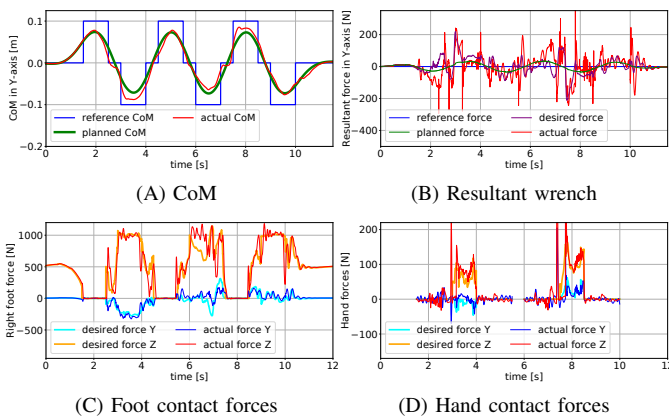 0.1
0.0
−0.1
−0.2
CoM in Y-axis [m]
reference CoM
planned CoM
actual CoM
0 2 4 6 8 10
time [s]
(A) CoM
200
0
−200
−400
Resultant force in Y-axis [N]
reference force
planned force
desired force
actual force
0 2 4 6 8 10
time [s]
(B) Resultant wrench
1000
500
0
−500
Right foot force [N]
desired force Y
desired force Z
actual force Y
actual force Z
0 2 4 6 8 10 12
time [s]
(C) Foot contact forces
200
100
0
−100
Hand forces [N]
desired force Y
desired force Z
actual force Y
actual force Z
0 2 4 6 8 10 12
time [s]
(D) Hand contact forces